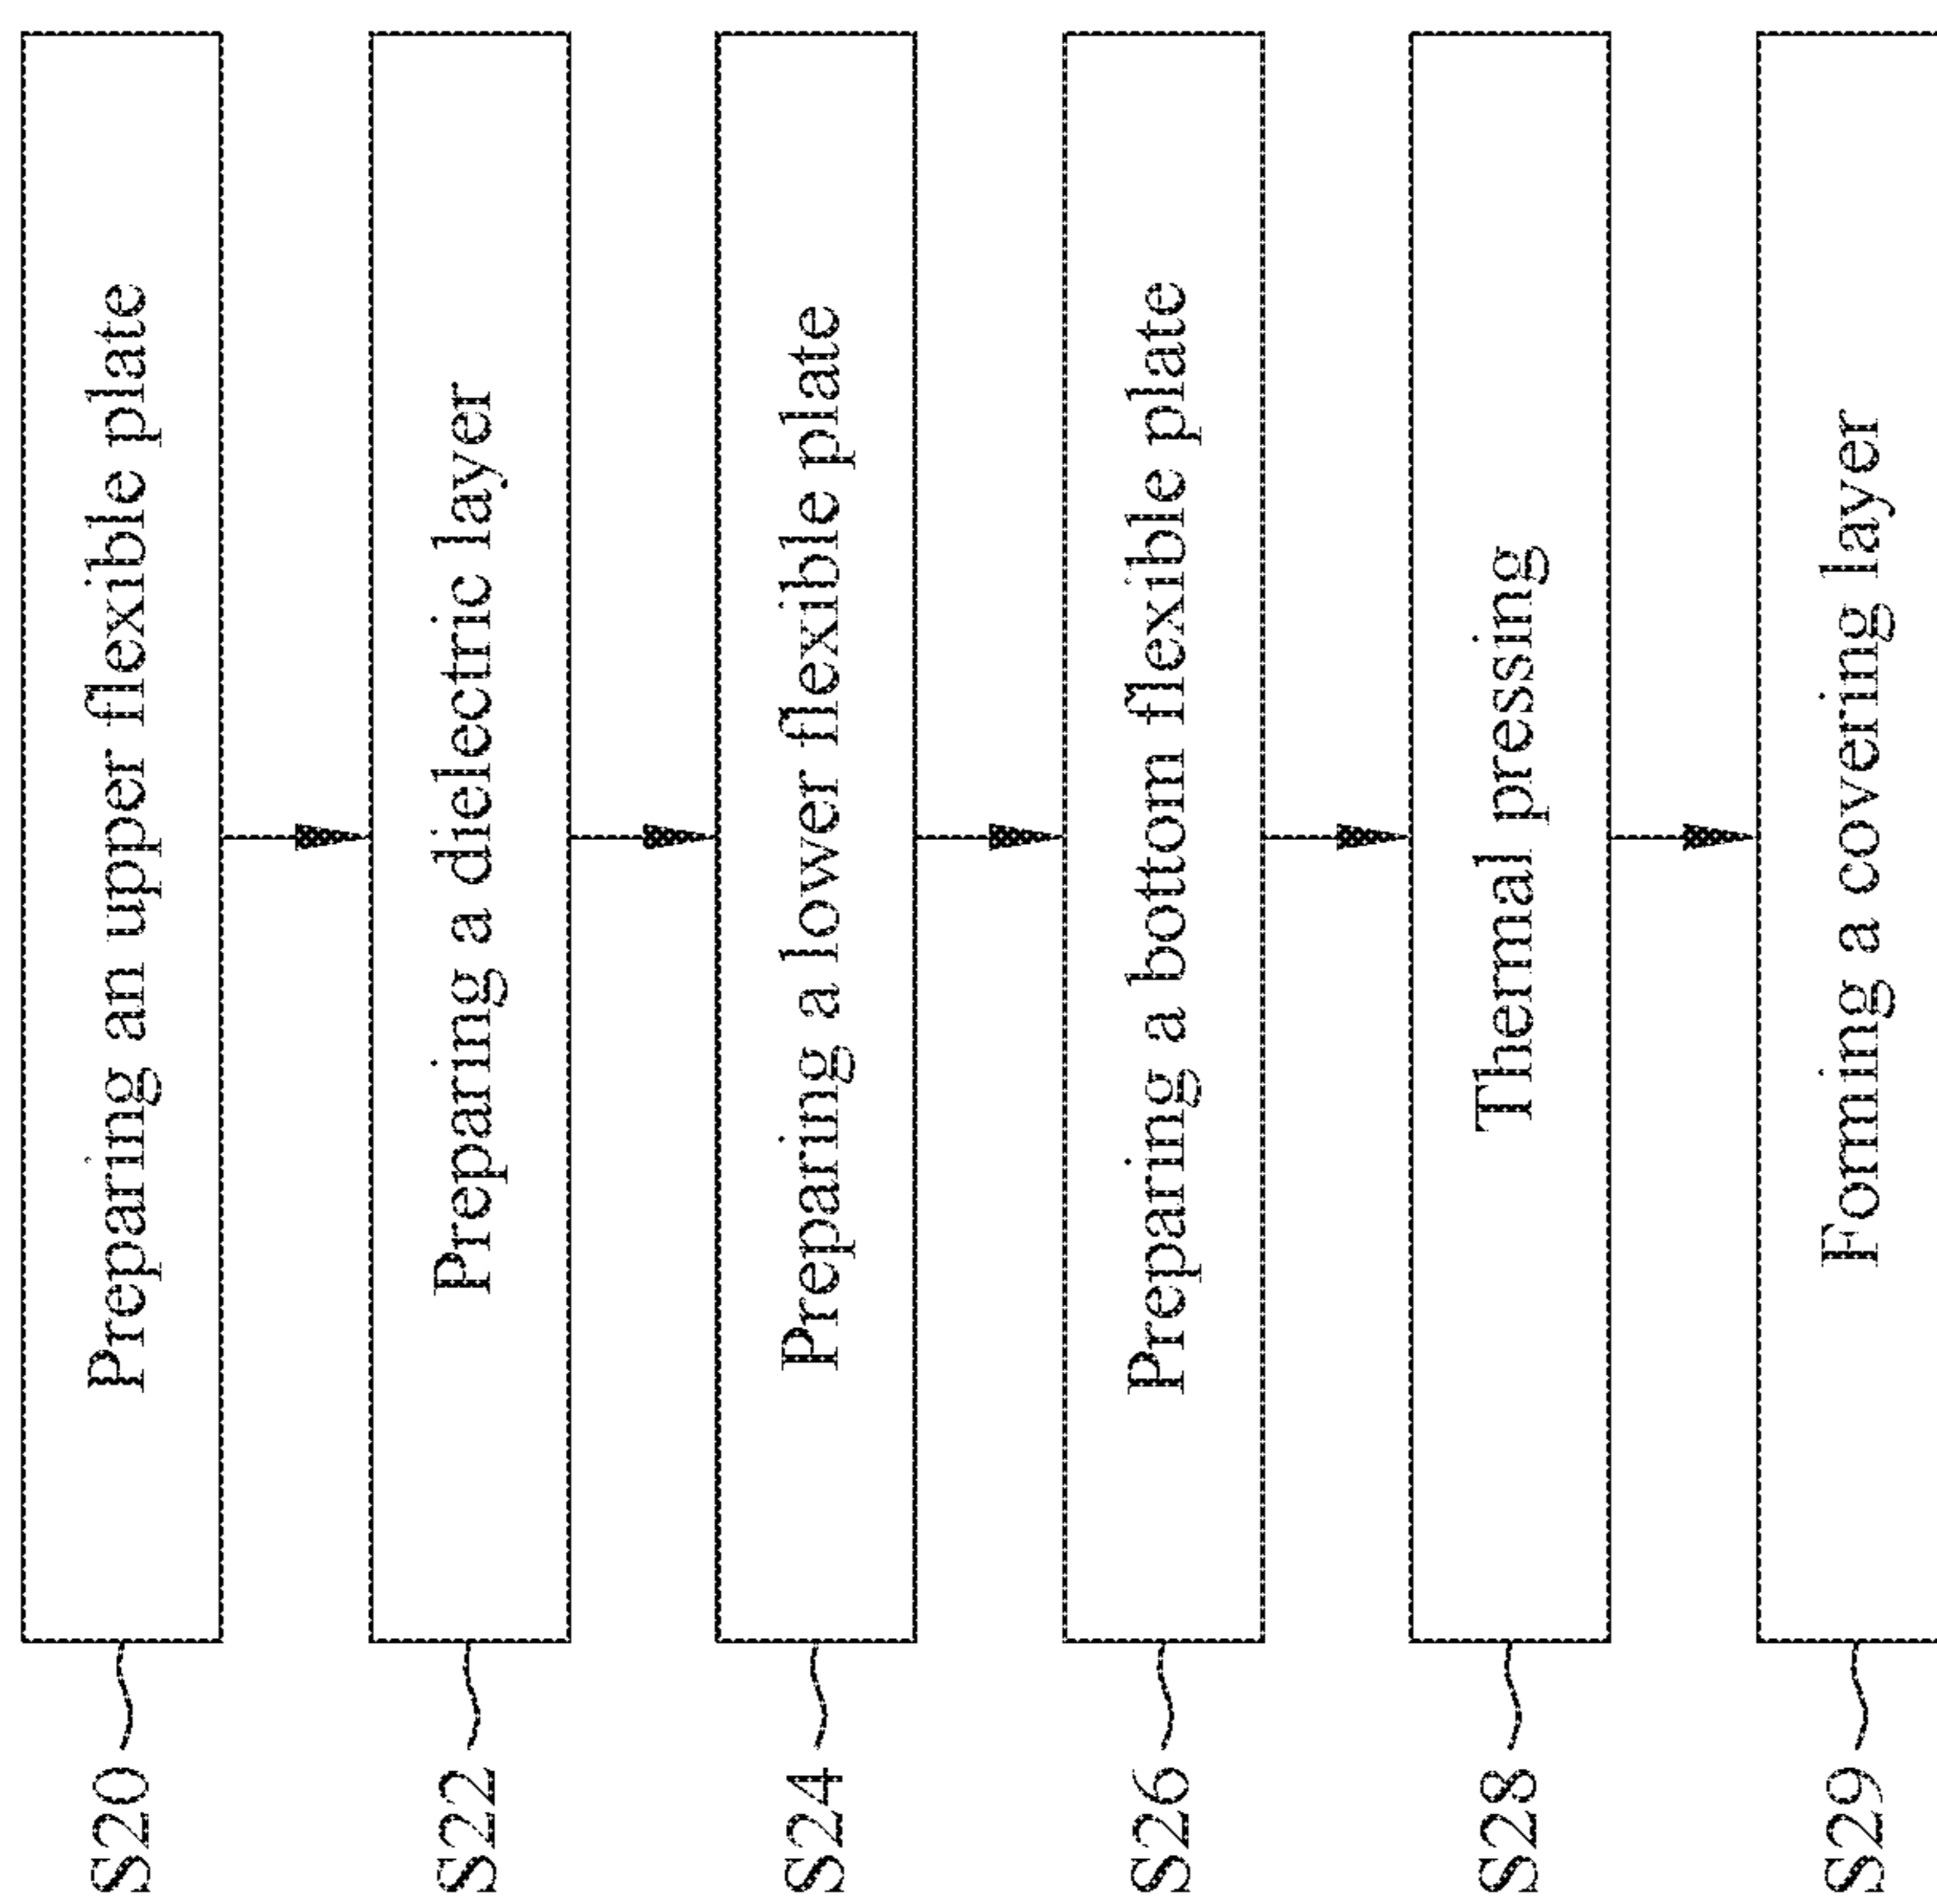 S20
Preparing an upper flexible plate
S22
Preparing a dielectric layer
S24
Preparing a lower flexible plate
S26
Preparing a bottom flexible plate
S28
Thermal pressing
S29
Foming a covering layer